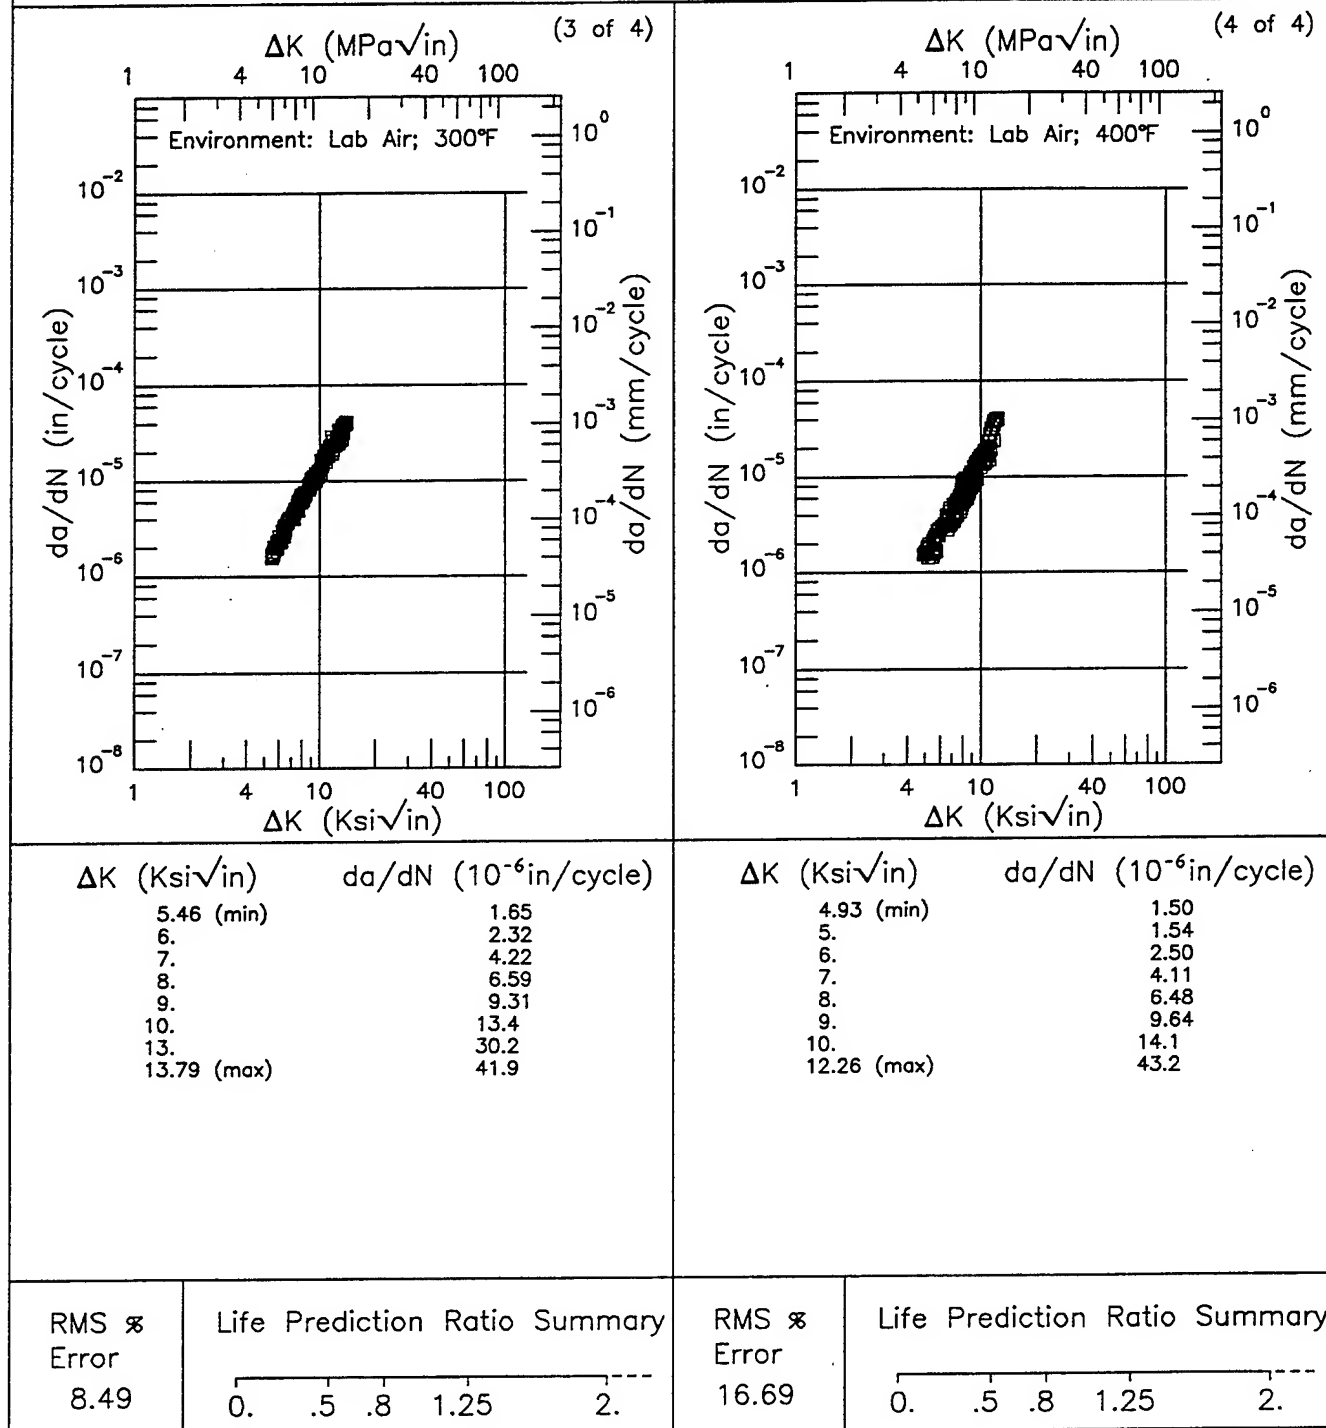 (3 of 4)
ΔK (MPa√in)
1 4 10 40 100
Environment: Lab Air; 300°F
10⁻²
10⁻³
10⁻⁴
10⁻⁵
10⁻⁶
10⁻⁷
10⁻⁸
da/dN (in/cycle)
10⁰
10⁻¹
10⁻²
10⁻³
10⁻⁴
10⁻⁵
10⁻⁶
da/dN (mm/cycle)
1 4 10 40 100
ΔK (Ksi√in)
ΔK (Ksi√in) da/dN (10⁻⁶in/cycle)
5.46 (min) 1.65
6. 2.32
7. 4.22
8. 6.59
9. 9.31
10. 13.4
13. 30.2
13.79 (max) 41.9
RMS %
Error
8.49
Life Prediction Ratio Summary
0. .5 .8 1.25 2.
(4 of 4)
ΔK (MPa√in)
1 4 10 40 100
Environment: Lab Air; 400°F
10⁻²
10⁻³
10⁻⁴
10⁻⁵
10⁻⁶
10⁻⁷
10⁻⁸
da/dN (in/cycle)
10⁰
10⁻¹
10⁻²
10⁻³
10⁻⁴
10⁻⁵
10⁻⁶
da/dN (mm/cycle)
1 4 10 40 100
ΔK (Ksi√in)
ΔK (Ksi√in) da/dN (10⁻⁶in/cycle)
4.93 (min) 1.50
5. 1.54
6. 2.50
7. 4.11
8. 6.48
9. 9.64
10. 14.1
12.26 (max) 43.2
RMS %
Error
16.69
Life Prediction Ratio Summary
0. .5 .8 1.25 2.